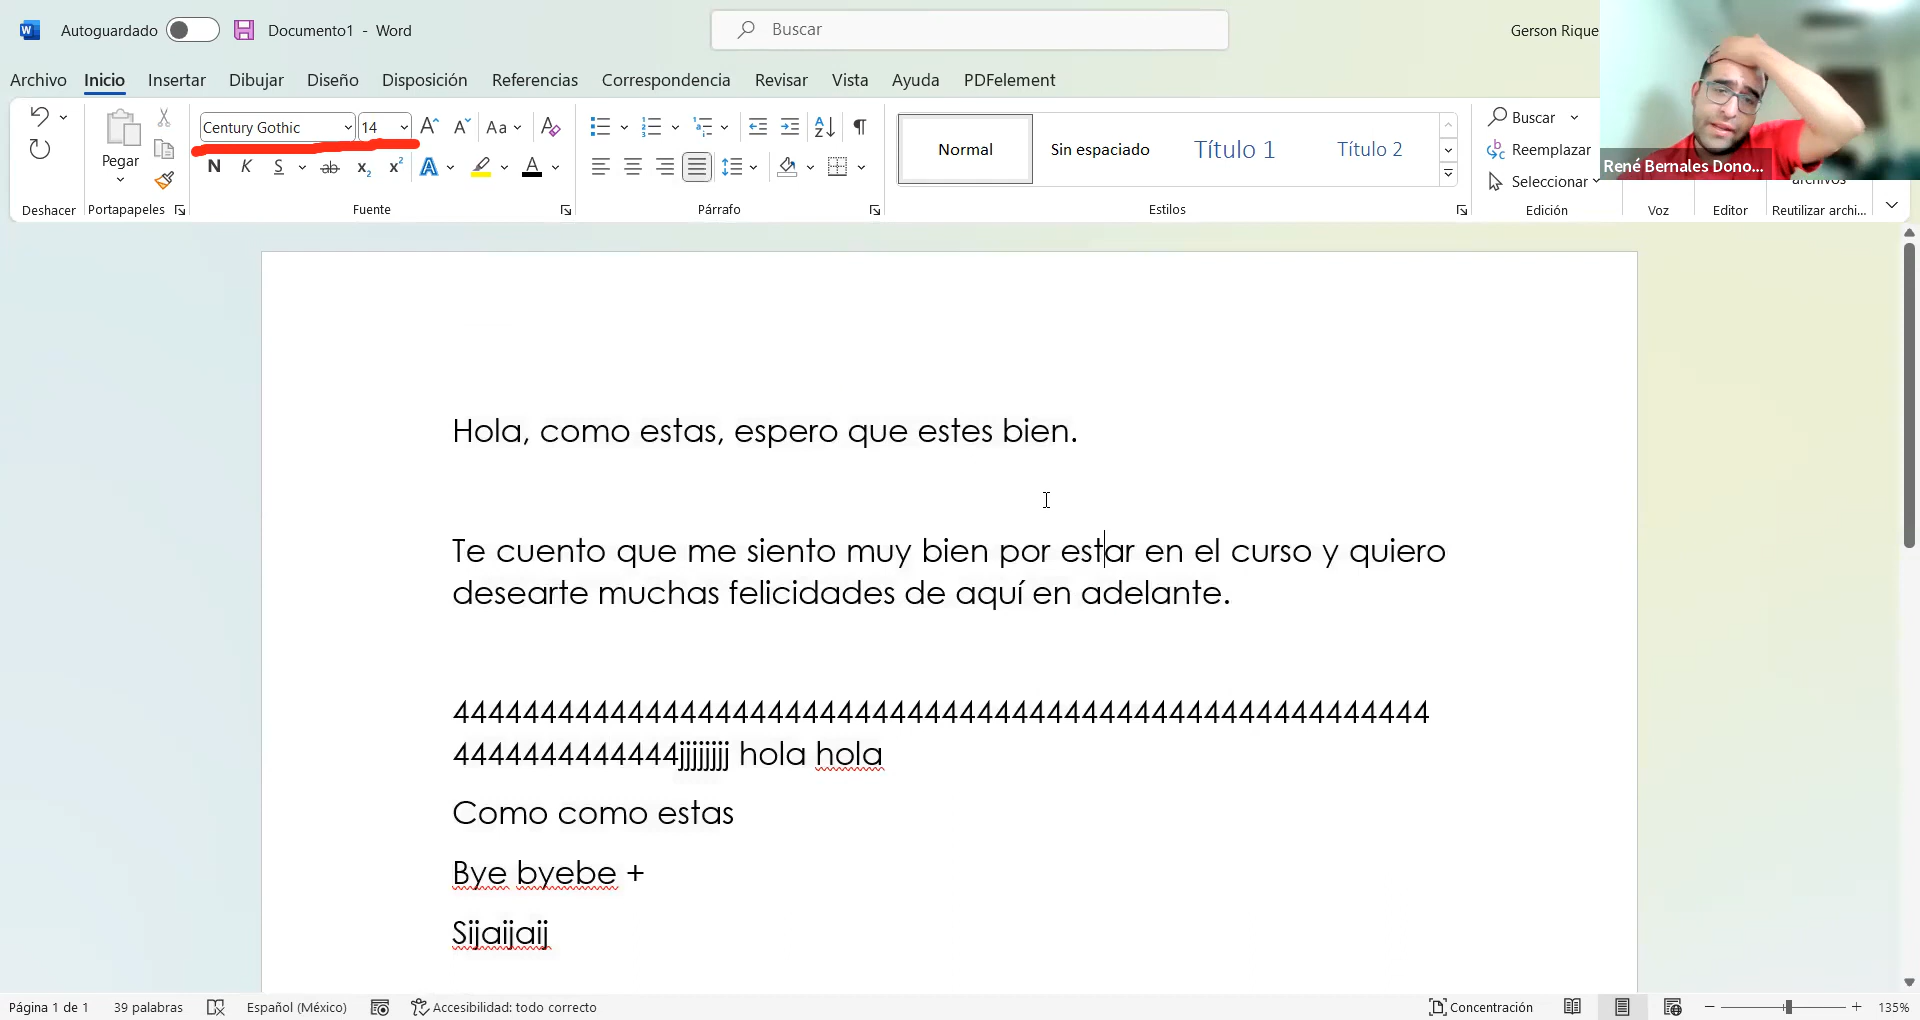 Autoguardado
Documento1 - Word
Buscar
Gerson Rique
Archivo
Inicio
Insertar
Dibujar
Diseño
Disposición
Referencias
Correspondencia
Revisar
Vista
Ayuda
PDFelement
Century Gothic
14
Aa
Normal
Sin espaciado
Título 1
Título 2
Buscar
Reemplazar
Seleccionar
Pegar
N K S ab x₂ x² A A
René Bernales Dono...
archivos
Deshacer
Portapapeles
Fuente
Párrafo
Estilos
Edición
Voz
Editor
Reutilizar archi...
Hola, como estas, espero que estes bien.
Te cuento que me siento muy bien por estar en el curso y quiero
desearte muchas felicidades de aquí en adelante.
44444444444444444444444444444444444444444444444444444444
4444444444444jjjjjjjj hola hola
Como como estas
Bye byebe +
Sijaijaij
Página 1 de 1
39 palabras
Español (México)
Accesibilidad: todo correcto
Concentración
135%